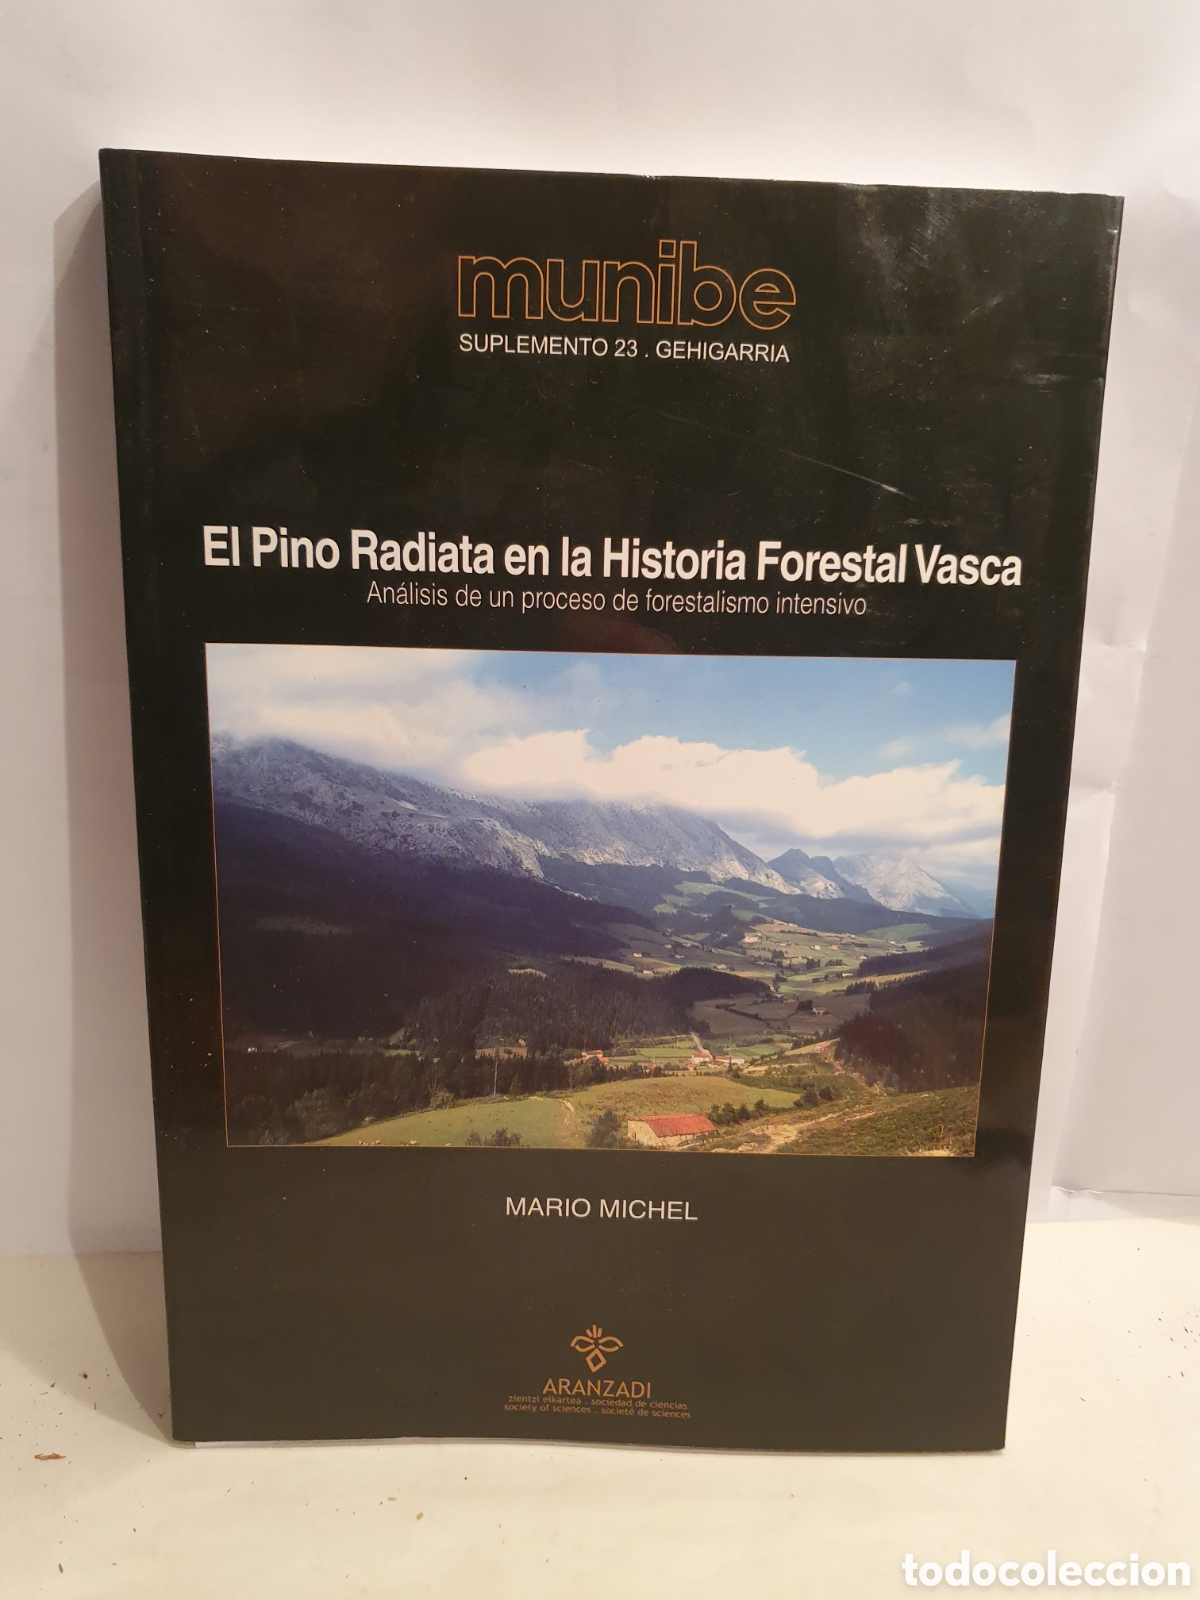 munibe
SUPLEMENTO 23 . GEHIGARRIA
El Pino Radiata en la Historia Forestal Vasca
Análisis de un proceso de forestalismo intensivo
MARIO MICHEL
ARANZADI
zientzi elkartea . sociedad de ciencias
society of sciences . societé de sciences
todocoleccion